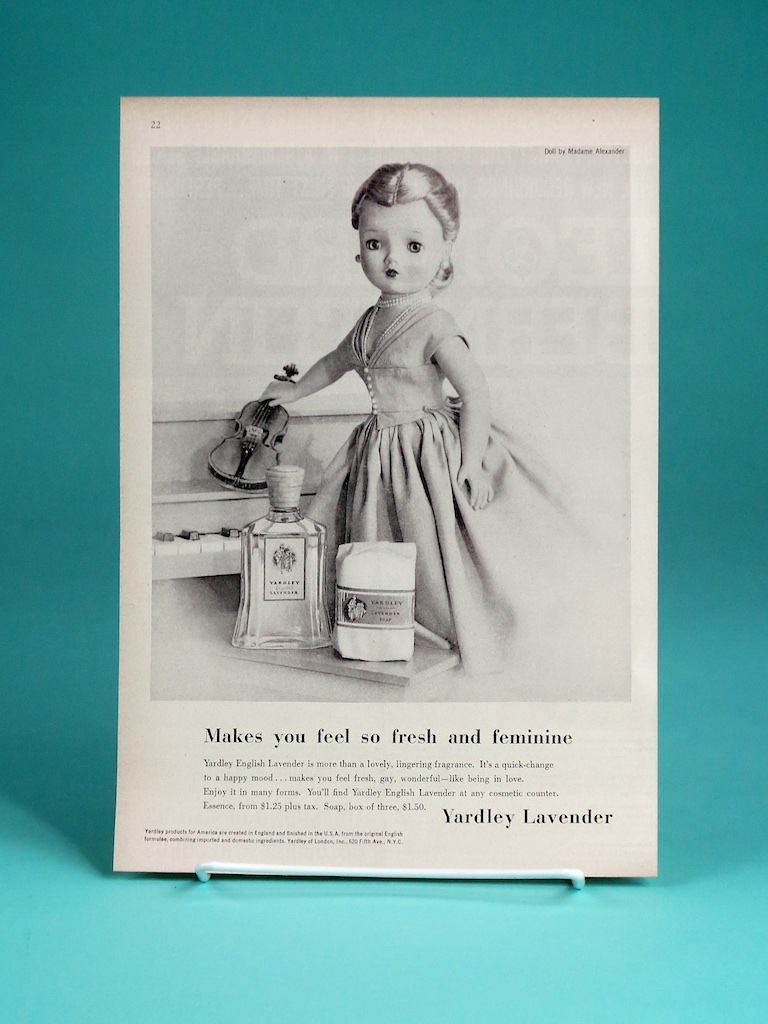 22
Doll by Madame Alexander
YARDLEY
LAVENDER
YARDLEY
LAVENDER
SOAP
Makes you feel so fresh and feminine
Yardley English Lavender is more than a lovely, lingering fragrance. It's a quick-change
to a happy mood...makes you feel fresh, gay, wonderful—like being in love.
Enjoy it in many forms. You'll find Yardley English Lavender at any cosmetic counter.
Essence, from $1.25 plus tax. Soap, box of three, $1.50.
Yardley Lavender
Yardley products for America are created in England and finished in the U.S.A. from the original English
formulae, combining imported and domestic ingredients. Yardley of London, Inc., 620 Fifth Ave., N.Y.C.